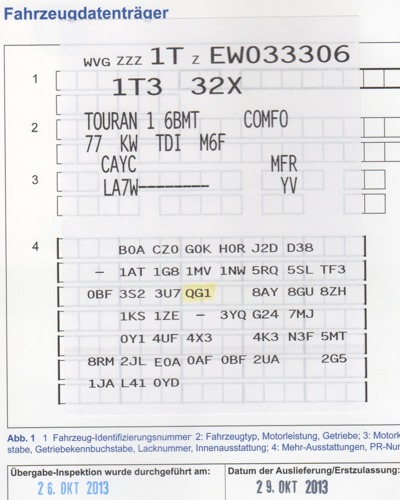 Fahrzeugdatenträger
WVG ZZZ 1T Z EW033306
1 1T3 32X
2 TOURAN 1 6BMT COMFO
77 KW TDI M6F
CAYC MFR
3 LA7W-------- YV
4 B0A CZ0 G0K H0R J2D D38
– 1AT 1G8 1MV 1NW 5RQ 5SL TF3
0BF 3S2 3U7 QG1 8AY 8GU 8ZH
1KS 1ZE – 3YQ G24 7MJ
0Y1 4UF 4X3 4K3 N3F 5MT
8RM 2JL E0A 0AF 0BF 2UA 2G5
1JA L41 0YD
Abb. 1 1 Fahrzeug-Identifizierungsnummer 2: Fahrzeugtyp, Motorleistung, Getriebe; 3: Motork
stabe, Getriebekennbuchstabe, Lacknummer, Innenausstattung; 4: Mehr-Ausstattungen, PR-Nur
Übergabe-Inspektion wurde durchgeführt am: Datum der Auslieferung/Erstzulassung:
26. OKT 2013 29. OKT 2013